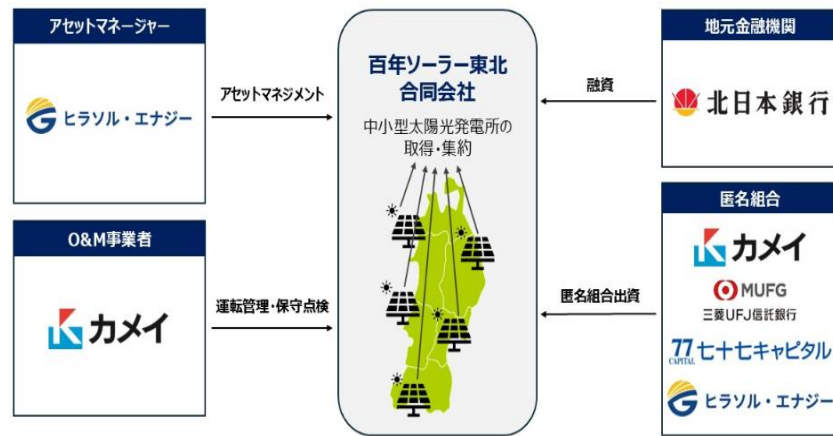 アセットマネージャー
ヒラソル・エナジー
アセットマネジメント
O&M事業者
カメイ
運転管理・保守点検
百年ソーラー東北
合同会社
中小型太陽光発電所の
取得・集約
融資
匿名組合出資
地元金融機関
北日本銀行
匿名組合
カメイ
MUFG
三菱UFJ信託銀行
77 七十七キャピタル
CAPITAL
ヒラソル・エナジー